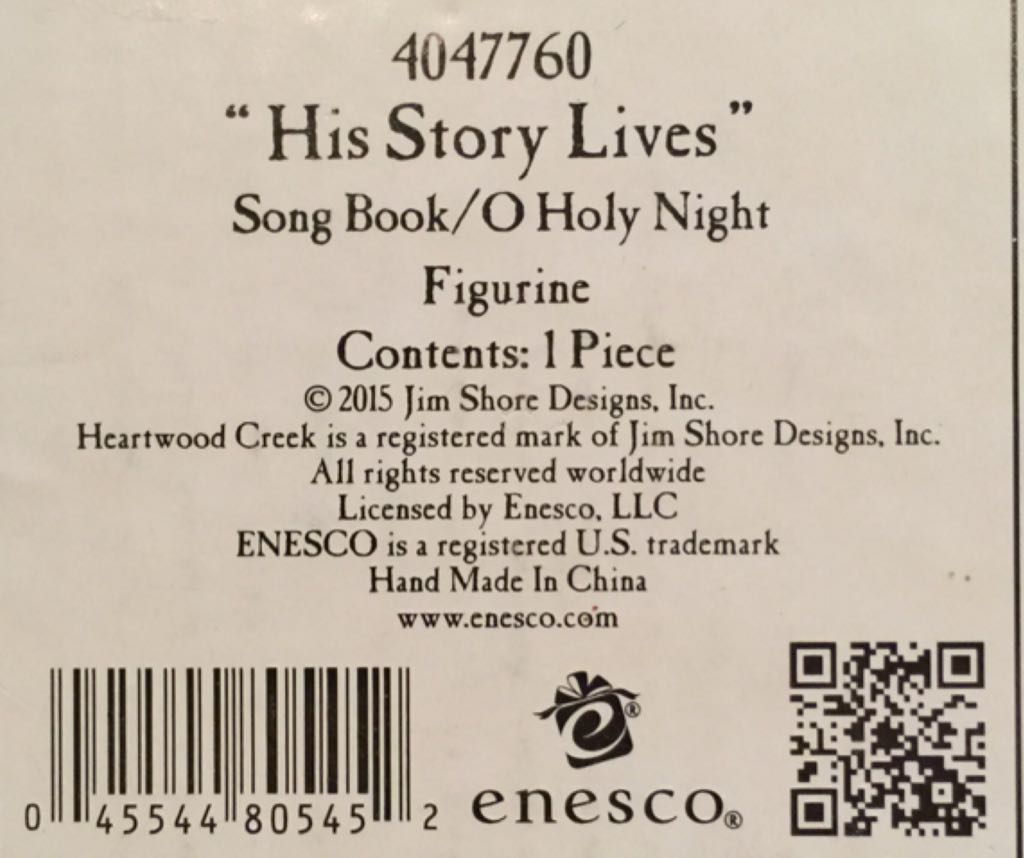 4047760
“His Story Lives”
Song Book/O Holy Night
Figurine
Contents: 1 Piece
© 2015 Jim Shore Designs, Inc.
Heartwood Creek is a registered mark of Jim Shore Designs, Inc.
All rights reserved worldwide
Licensed by Enesco, LLC
ENESCO is a registered U.S. trademark
Hand Made In China
www.enesco.com
e®
enesco®
0 45544 80545 2